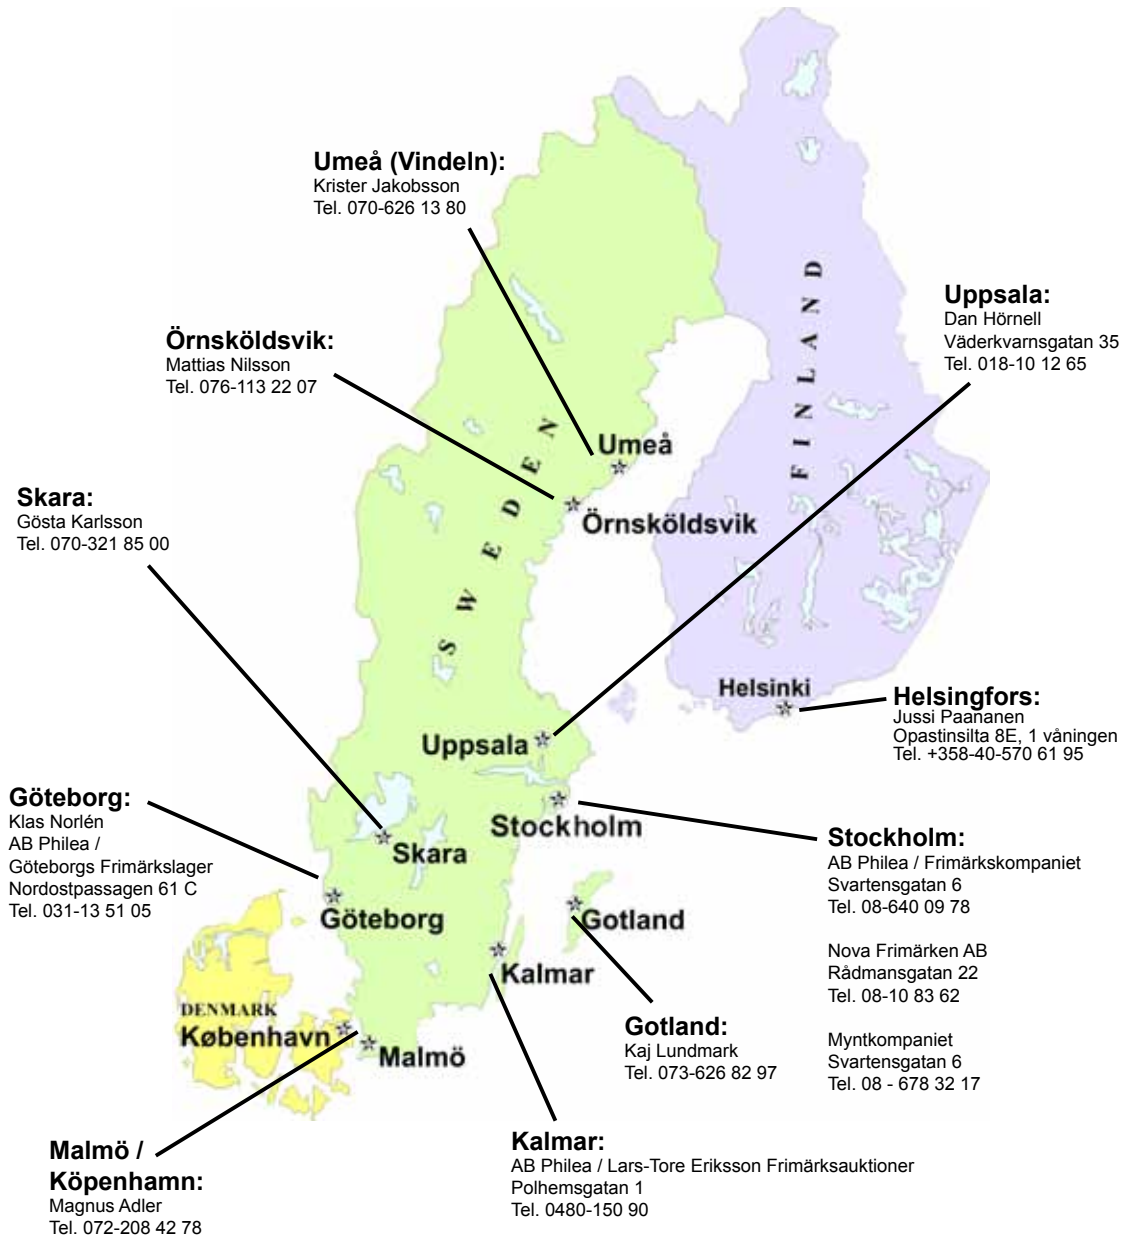 Umeå (Vindeln):
Krister Jakobsson
Tel. 070-626 13 80
Uppsala:
Dan Hörnell
Väderkvarnsgatan 35
Tel. 018-10 12 65
Örnsköldsvik:
Mattias Nilsson
Tel. 076-113 22 07
FINLAND
SWEDEN
Umeå
Örnsköldsvik
Skara:
Gösta Karlsson
Tel. 070-321 85 00
Helsinki
Helsingfors:
Jussi Paananen
Opastinsilta 8E, 1 våningen
Tel. +358-40-570 61 95
Uppsala
Stockholm
Göteborg:
Klas Norlén
AB Philea /
Göteborgs Frimärkslager
Nordostpassagen 61 C
Tel. 031-13 51 05
Skara
Göteborg
Gotland
Kalmar
Stockholm:
AB Philea / Frimärkskompaniet
Svartensgatan 6
Tel. 08-640 09 78
Nova Frimärken AB
Rådmansgatan 22
Tel. 08-10 83 62
Myntkompaniet
Svartensgatan 6
Tel. 08 - 678 32 17
DENMARK
København
Malmö
Gotland:
Kaj Lundmark
Tel. 073-626 82 97
Malmö /
Köpenhamn:
Magnus Adler
Tel. 072-208 42 78
Kalmar:
AB Philea / Lars-Tore Eriksson Frimärksauktioner
Polhemsgatan 1
Tel. 0480-150 90